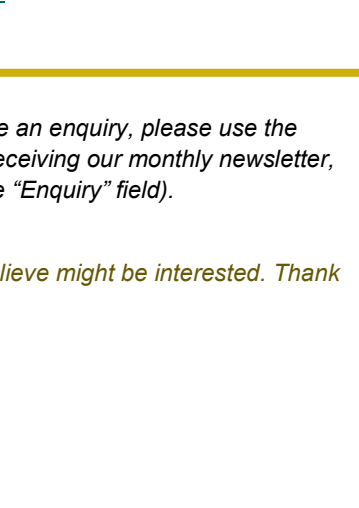 e an enquiry, please use the
eceiving our monthly newsletter,
e “Enquiry” field).
lieve might be interested. Thank